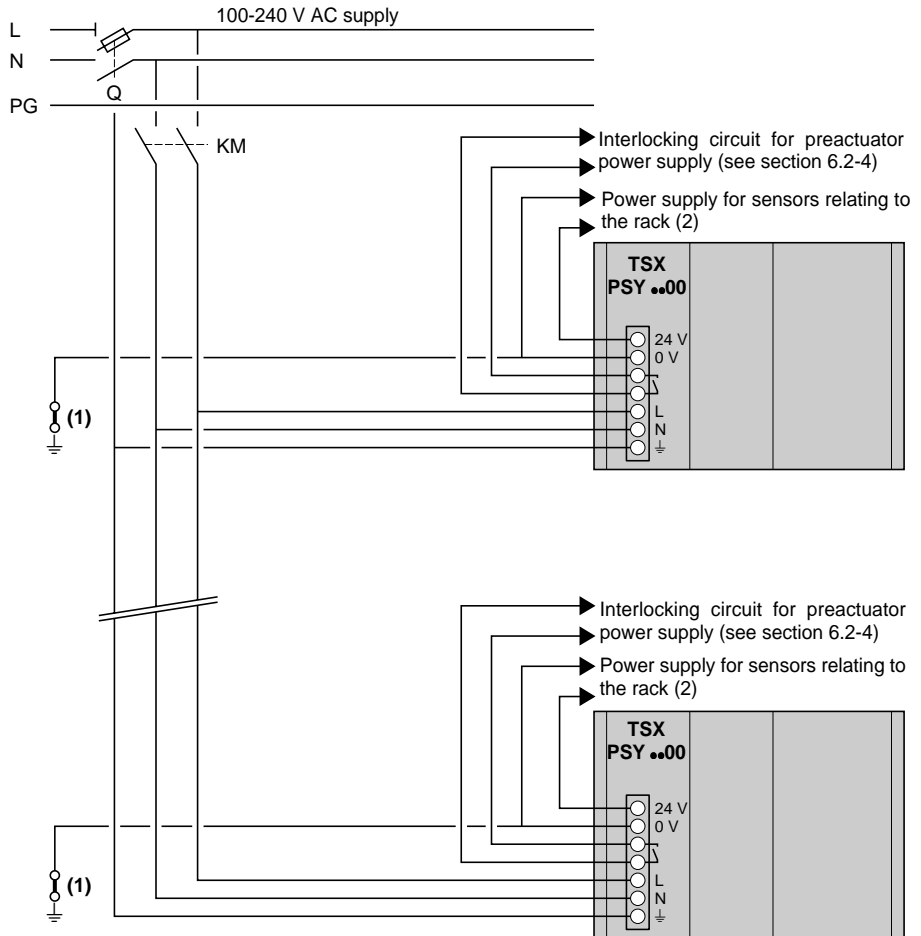 100-240 V AC supply
L
N
Q
PG
KM
Interlocking circuit for preactuator
power supply (see section 6.2-4)
Power supply for sensors relating to
the rack (2)
TSX
PSY ••00
24 V
0 V
L
N
(1)
Interlocking circuit for preactuator
power supply (see section 6.2-4)
Power supply for sensors relating to
the rack (2)
TSX
PSY ••00
24 V
0 V
L
N
(1)